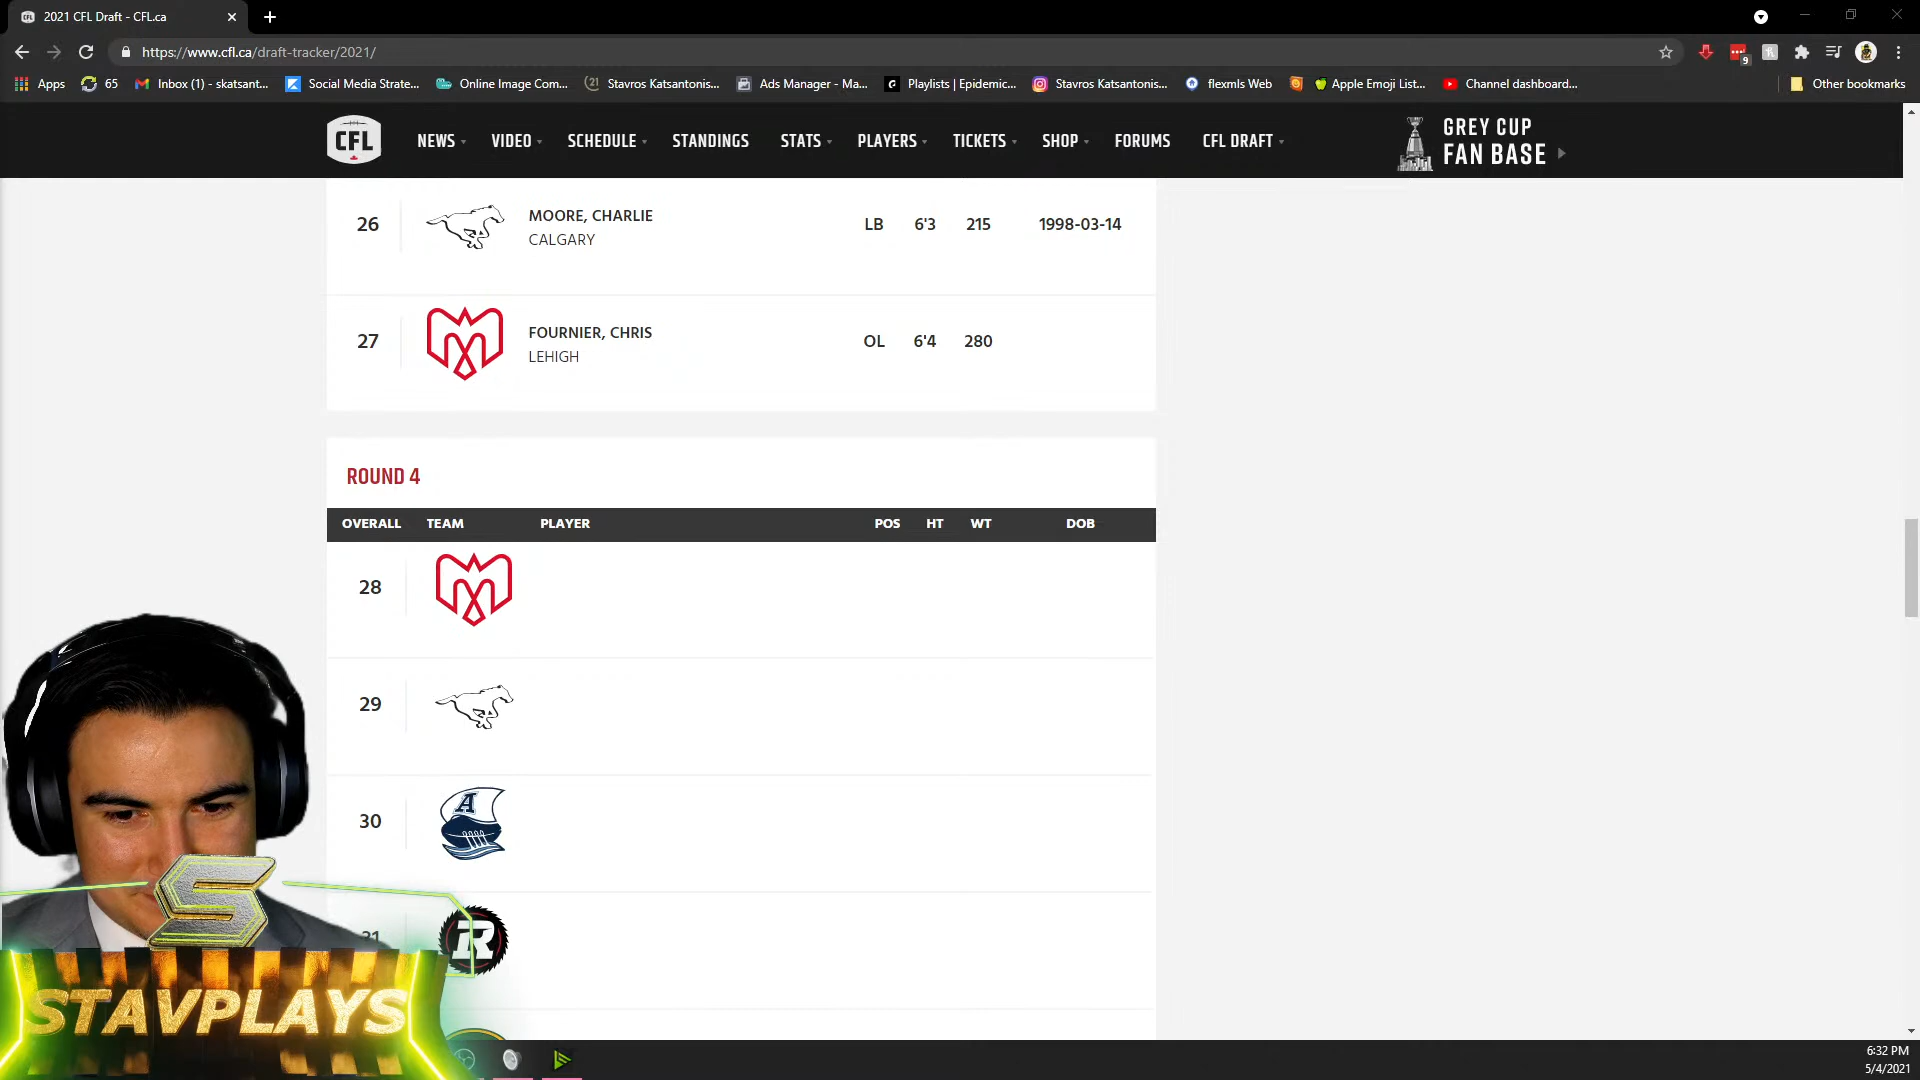 2021 CFL Draft - CFL.ca
https://www.cfl.ca/draft-tracker/2021/
Apps 65 Inbox (1) - skatsant... Social Media Strate... Online Image Com... Stavros Katsantonis... Ads Manager - Ma... Playlists | Epidemic... Stavros Katsantonis... flexmls Web Apple Emoji List... Channel dashboard... Other bookmarks
CFL NEWS VIDEO SCHEDULE STANDINGS STATS PLAYERS TICKETS SHOP FORUMS CFL DRAFT
GREY CUP
FAN BASE
26 MOORE, CHARLIE LB 6'3 215 1998-03-14
CALGARY
27 FOURNIER, CHRIS OL 6'4 280
LEHIGH
ROUND 4
OVERALL TEAM PLAYER POS HT WT DOB
28
29
30 A
31 R
S
STAVPLAYS
6:32 PM
5/4/2021